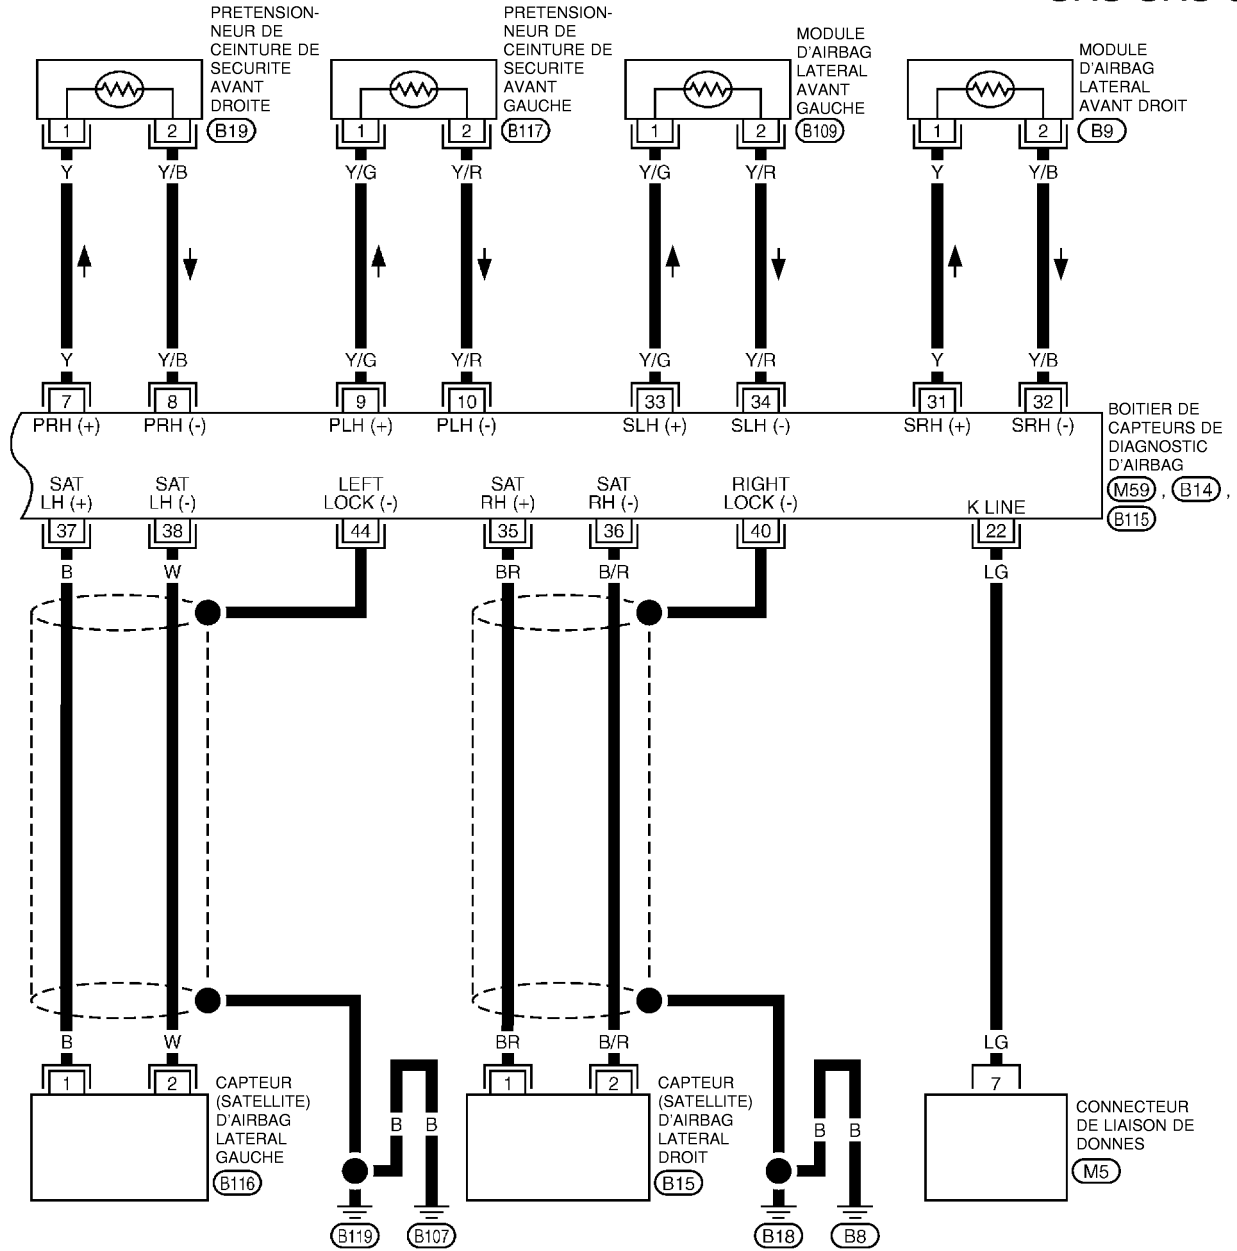 PRETENSION-
NEUR DE
CEINTURE DE
SECURITE
AVANT
DROITE
B19
PRETENSION-
NEUR DE
CEINTURE DE
SECURITE
AVANT
GAUCHE
B117
MODULE
D'AIRBAG
LATERAL
AVANT
GAUCHE
B109
MODULE
D'AIRBAG
LATERAL
AVANT DROIT
B9
1 2 1 2 1 2 1 2
Y Y/B Y/G Y/R Y/G Y/R Y Y/B
Y Y/B Y/G Y/R Y/G Y/R Y Y/B
7 8 9 10 33 34 31 32
PRH (+) PRH (-) PLH (+) PLH (-) SLH (+) SLH (-) SRH (+) SRH (-)
BOITIER DE
CAPTEURS DE
DIAGNOSTIC
D'AIRBAG
M59 , B14 ,
B115
SAT
LH (+)
SAT
LH (-)
LEFT
LOCK (-)
SAT
RH (+)
SAT
RH (-)
RIGHT
LOCK (-)
K LINE
37 38 44 35 36 40 22
B W BR B/R LG
B W BR B/R LG
1 2 1 2 7
CAPTEUR
(SATELLITE)
D'AIRBAG
LATERAL
GAUCHE
B116
B B
B119 B107
CAPTEUR
(SATELLITE)
D'AIRBAG
LATERAL
DROIT
B15
B B
B18 B8
CONNECTEUR
DE LIAISON DE
DONNES
M5